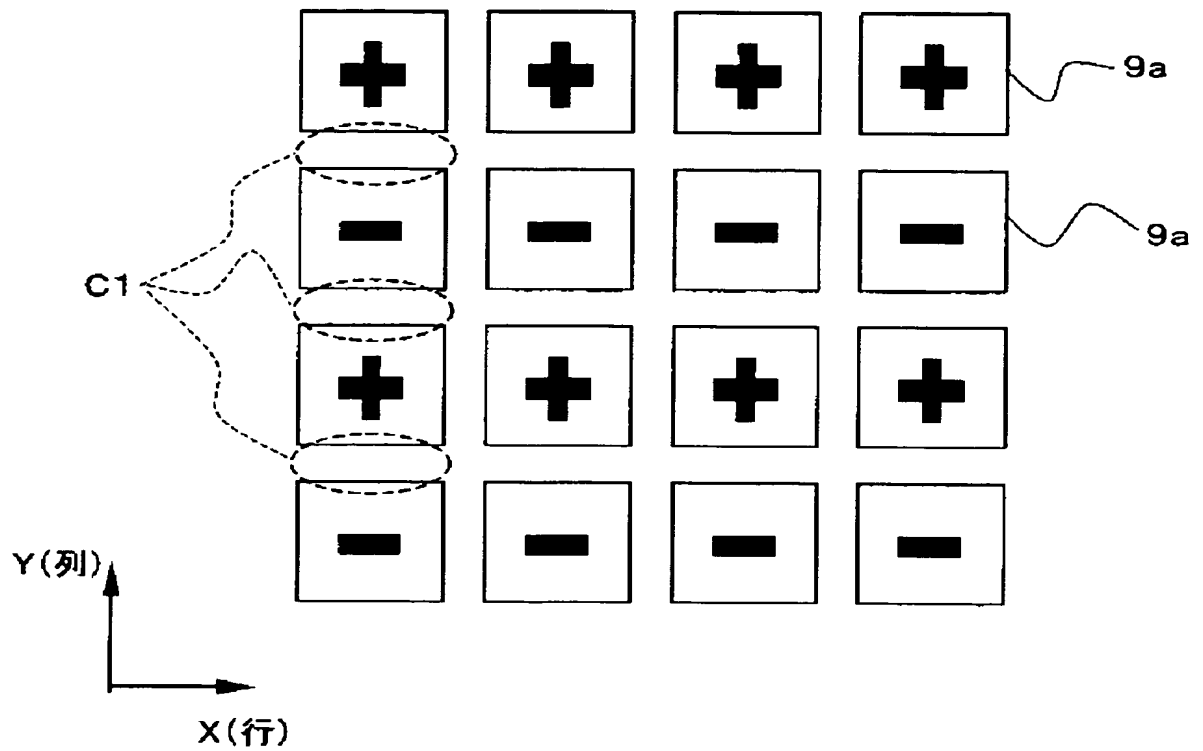 + + + +
9a
- - - -
9a
C1
+ + + +
- - - -
Y(列)
X(行)